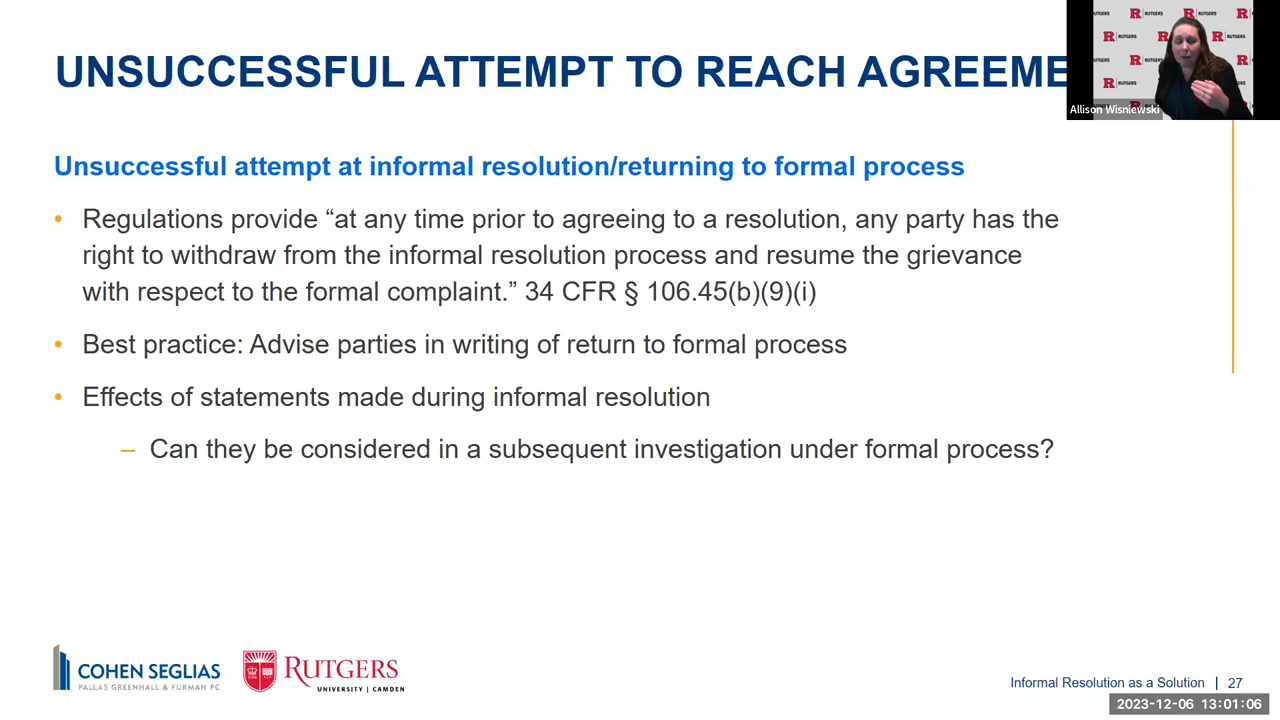 UNSUCCESSFUL ATTEMPT TO REACH AGREEME
R RUTGERS
Allison Wisniewski
Unsuccessful attempt at informal resolution/returning to formal process
• Regulations provide “at any time prior to agreeing to a resolution, any party has the
right to withdraw from the informal resolution process and resume the grievance
with respect to the formal complaint.” 34 CFR § 106.45(b)(9)(i)
• Best practice: Advise parties in writing of return to formal process
• Effects of statements made during informal resolution
– Can they be considered in a subsequent investigation under formal process?
COHEN SEGLIAS
PALLAS GREENHALL & FURMAN PC
RUTGERS
UNIVERSITY | CAMDEN
Informal Resolution as a Solution | 27
2023-12-06 13:01:06